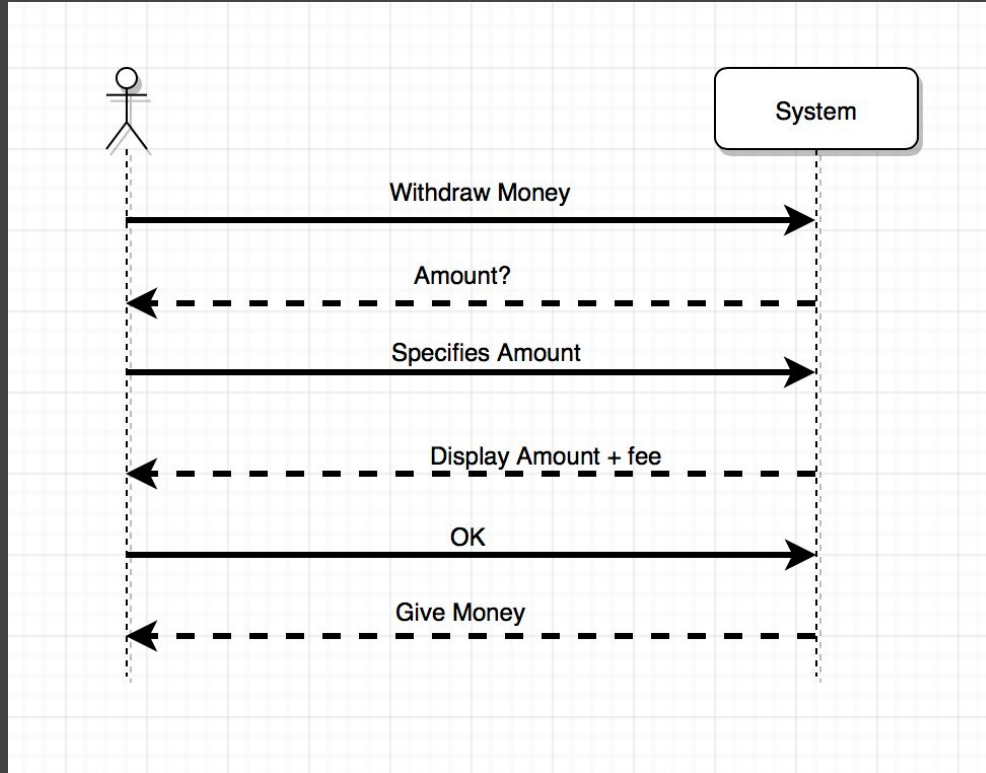 System
Withdraw Money
Amount?
Specifies Amount
Display Amount + fee
OK
Give Money